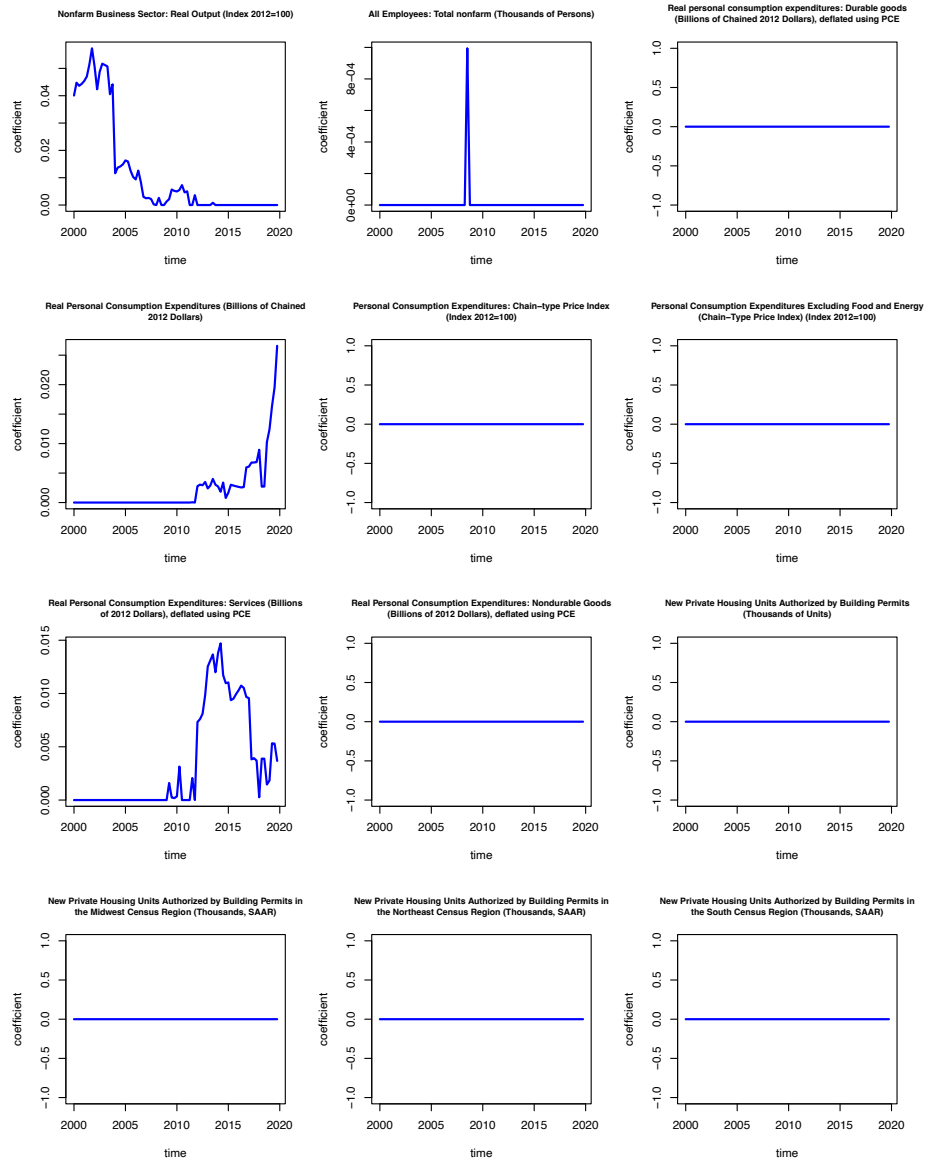 Nonfarm Business Sector: Real Output (Index 2012=100)
coefficient
0.00 0.02 0.04
2000 2005 2010 2015 2020
time
All Employees: Total nonfarm (Thousands of Persons)
coefficient
0e+00 4e−04 8e−04
2000 2005 2010 2015 2020
time
Real personal consumption expenditures: Durable goods
(Billions of Chained 2012 Dollars), deflated using PCE
coefficient
−1.0 −0.5 0.0 0.5 1.0
2000 2005 2010 2015 2020
time
Real Personal Consumption Expenditures (Billions of Chained
2012 Dollars)
coefficient
0.000 0.010 0.020
2000 2005 2010 2015 2020
time
Personal Consumption Expenditures: Chain−type Price Index
(Index 2012=100)
coefficient
−1.0 −0.5 0.0 0.5 1.0
2000 2005 2010 2015 2020
time
Personal Consumption Expenditures Excluding Food and Energy
(Chain−Type Price Index) (Index 2012=100)
coefficient
−1.0 −0.5 0.0 0.5 1.0
2000 2005 2010 2015 2020
time
Real Personal Consumption Expenditures: Services (Billions
of 2012 Dollars), deflated using PCE
coefficient
0.000 0.005 0.010 0.015
2000 2005 2010 2015 2020
time
Real Personal Consumption Expenditures: Nondurable Goods
(Billions of 2012 Dollars), deflated using PCE
coefficient
−1.0 −0.5 0.0 0.5 1.0
2000 2005 2010 2015 2020
time
New Private Housing Units Authorized by Building Permits
(Thousands of Units)
coefficient
−1.0 −0.5 0.0 0.5 1.0
2000 2005 2010 2015 2020
time
New Private Housing Units Authorized by Building Permits in
the Midwest Census Region (Thousands, SAAR)
coefficient
−1.0 −0.5 0.0 0.5 1.0
2000 2005 2010 2015 2020
time
New Private Housing Units Authorized by Building Permits in
the Northeast Census Region (Thousands, SAAR)
coefficient
−1.0 −0.5 0.0 0.5 1.0
2000 2005 2010 2015 2020
time
New Private Housing Units Authorized by Building Permits in
the South Census Region (Thousands, SAAR)
coefficient
−1.0 −0.5 0.0 0.5 1.0
2000 2005 2010 2015 2020
time